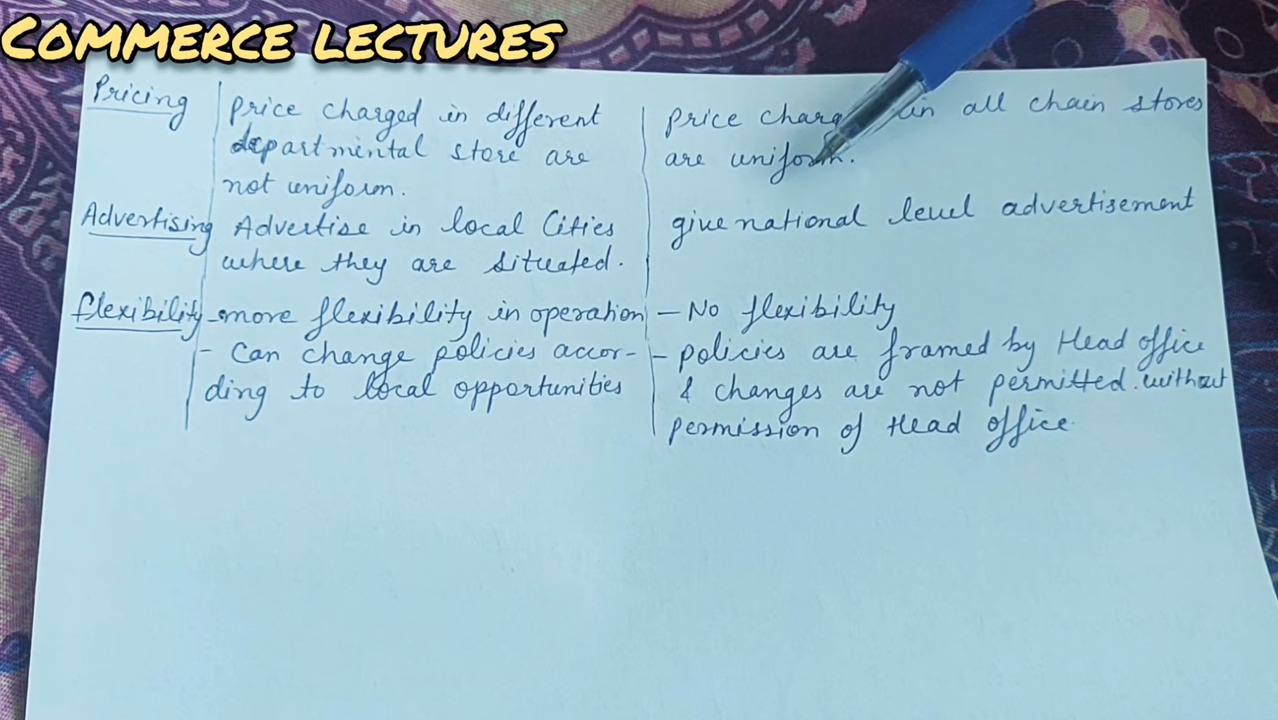 COMMERCE LECTURES
Pricing
Price charged in different
departmental store are
not uniform.
Price charg in all chain stores
are uniform.
Advertising
Advertise in local Cities
where they are situated.
give national level advertisement
flexibility
- more flexibility in operation
- Can change policies accor-
ding to local opportunities
- No flexibility
- policies are framed by Head office
& changes are not permitted without
permission of Head office